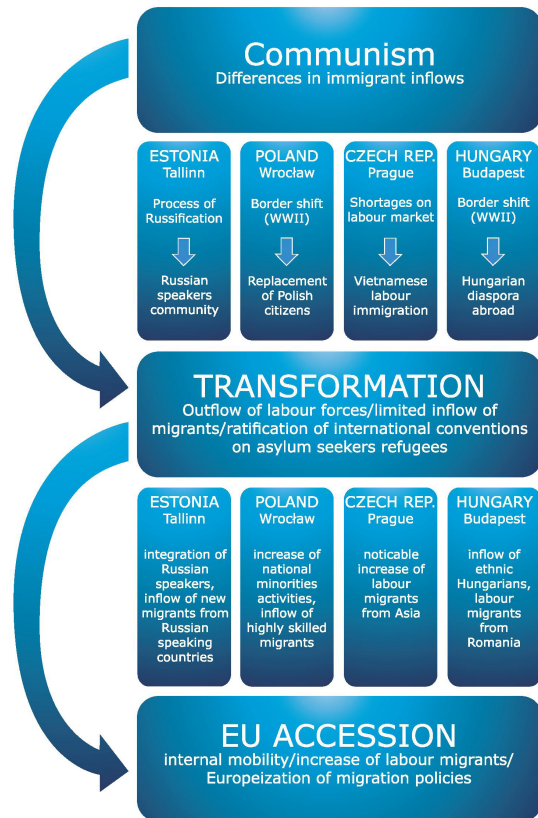 Communism
Differences in immigrant inflows
ESTONIA
Tallinn
Process of
Russification
Russian
speakers
community
POLAND
Wrocław
Border shift
(WWII)
Replacement
of Polish
citizens
CZECH REP.
Prague
Shortages on
labour market
Vietnamese
labour
immigration
HUNGARY
Budapest
Border shift
(WWII)
Hungarian
diaspora
abroad
TRANSFORMATION
Outflow of labour forces/limited inflow of
migrants/ratification of international conventions
on asylum seekers refugees
ESTONIA
Tallinn
integration of
Russian
speakers,
inflow of new
migrants from
Russian
speaking
countries
POLAND
Wrocław
increase of
national
minorities
activities,
inflow of
highly skilled
migrants
CZECH REP.
Prague
noticable
increase of
labour
migrants
from Asia
HUNGARY
Budapest
inflow of
ethnic
Hungarians,
labour
migrants
from
Romania
EU ACCESSION
internal mobility/increase of labour migrants/
Europeization of migration policies